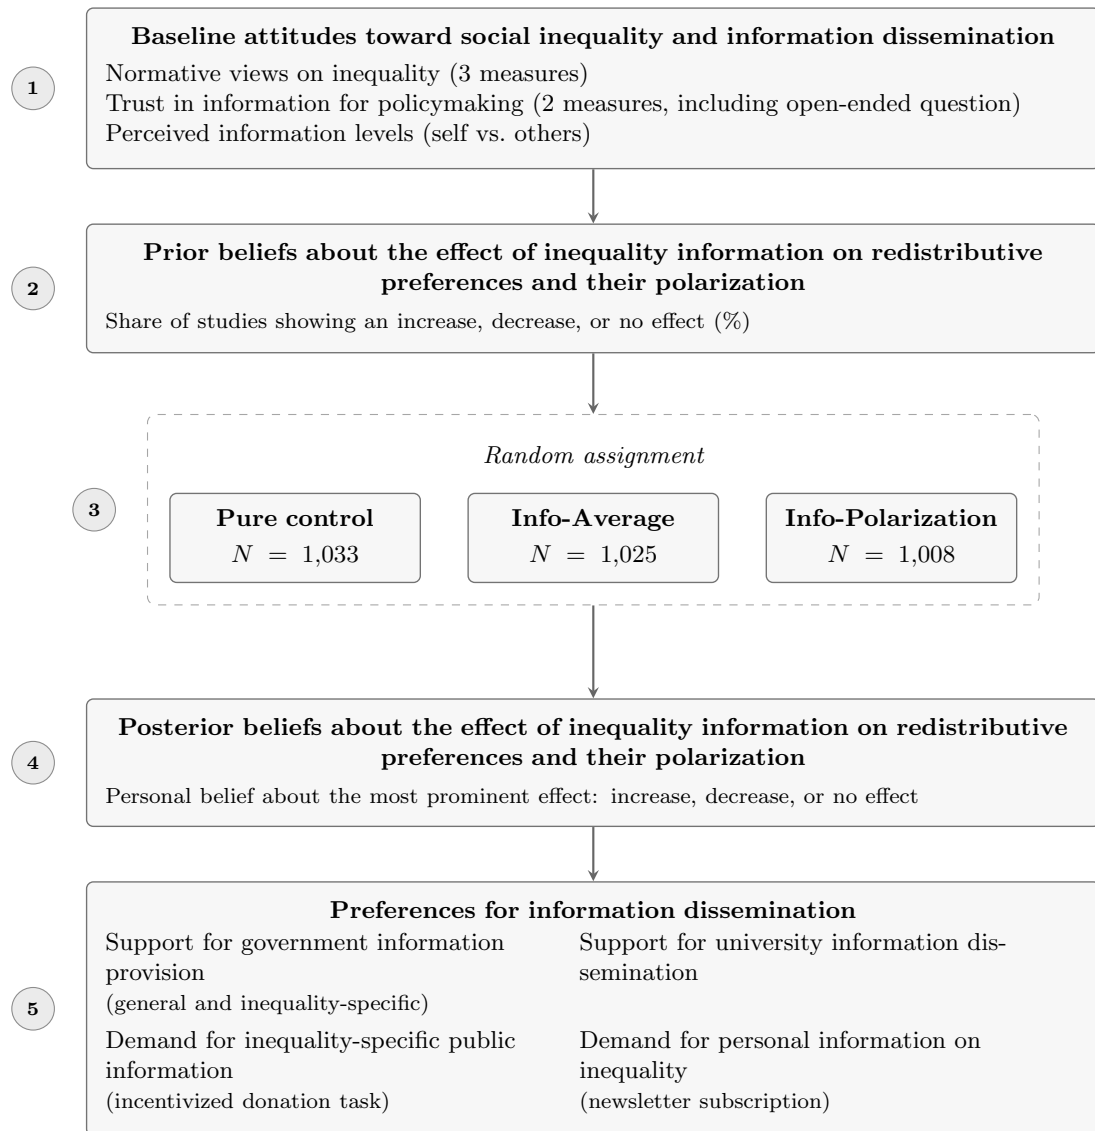 Baseline attitudes toward social inequality and information dissemination
1
Normative views on inequality (3 measures)
Trust in information for policymaking (2 measures, including open-ended question)
Perceived information levels (self vs. others)
Prior beliefs about the effect of inequality information on redistributive
preferences and their polarization
2
Share of studies showing an increase, decrease, or no effect (%)
Random assignment
3
Pure control
N = 1,033
Info-Average
N = 1,025
Info-Polarization
N = 1,008
Posterior beliefs about the effect of inequality information on redistributive
preferences and their polarization
4
Personal belief about the most prominent effect: increase, decrease, or no effect
Preferences for information dissemination
5
Support for government information
provision
(general and inequality-specific)
Support for university information dis-
semination
Demand for inequality-specific public
information
(incentivized donation task)
Demand for personal information on
inequality
(newsletter subscription)